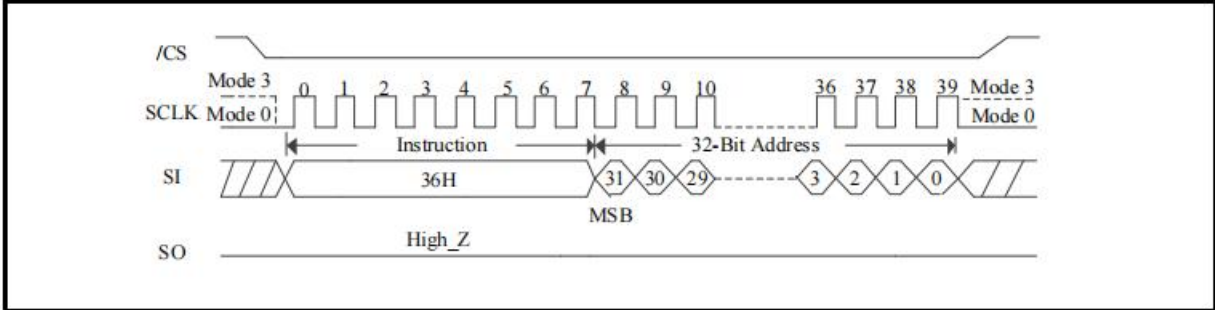 /CS
Mode 3 0 1 2 3 4 5 6 7 8 9 10 36 37 38 39 Mode 3
SCLK Mode 0 Mode 0
Instruction 32-Bit Address
SI 36H 31 30 29 3 2 1 0
MSB
High_Z
SO